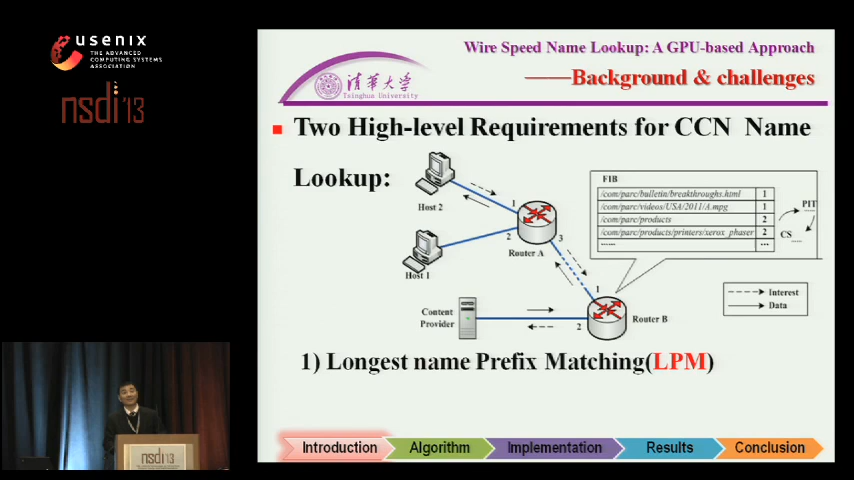 usenix
THE ADVANCED
COMPUTING SYSTEMS
ASSOCIATION
nsdi'13
清华大学
Tsinghua University
Wire Speed Name Lookup: A GPU-based Approach
——Background & challenges
Two High-level Requirements for CCN Name
Lookup:
Host 2
Host 1
1
2
3
Router A
FIB
/com/parc/bulletin/breakthroughs.html 1
/com/parc/videos/USA/2011/A.mpg 1
/com/parc/products 2
/com/parc/products/printers/xerox_phaser 2
...... ...
PIT
....
CS
....
Content
Provider
1
2
Router B
Interest
Data
1) Longest name Prefix Matching(LPM)
nsdi'13
Introduction
Algorithm
Implementation
Results
Conclusion